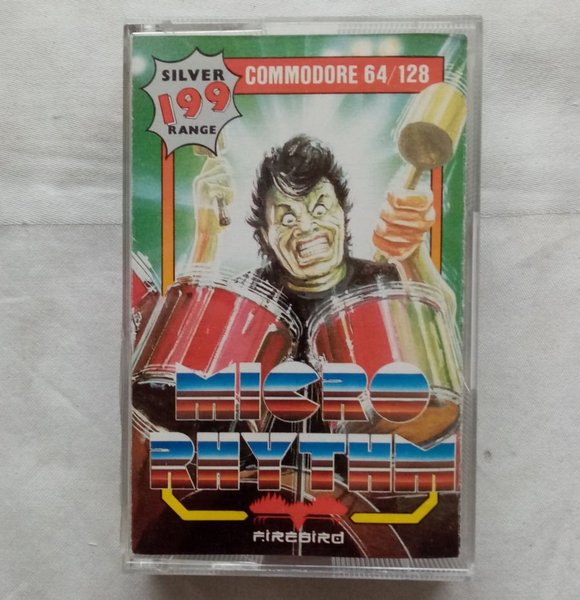 SILVER
199
RANGE
COMMODORE 64/128
MICRO
RHYTHM
FIREBIRD